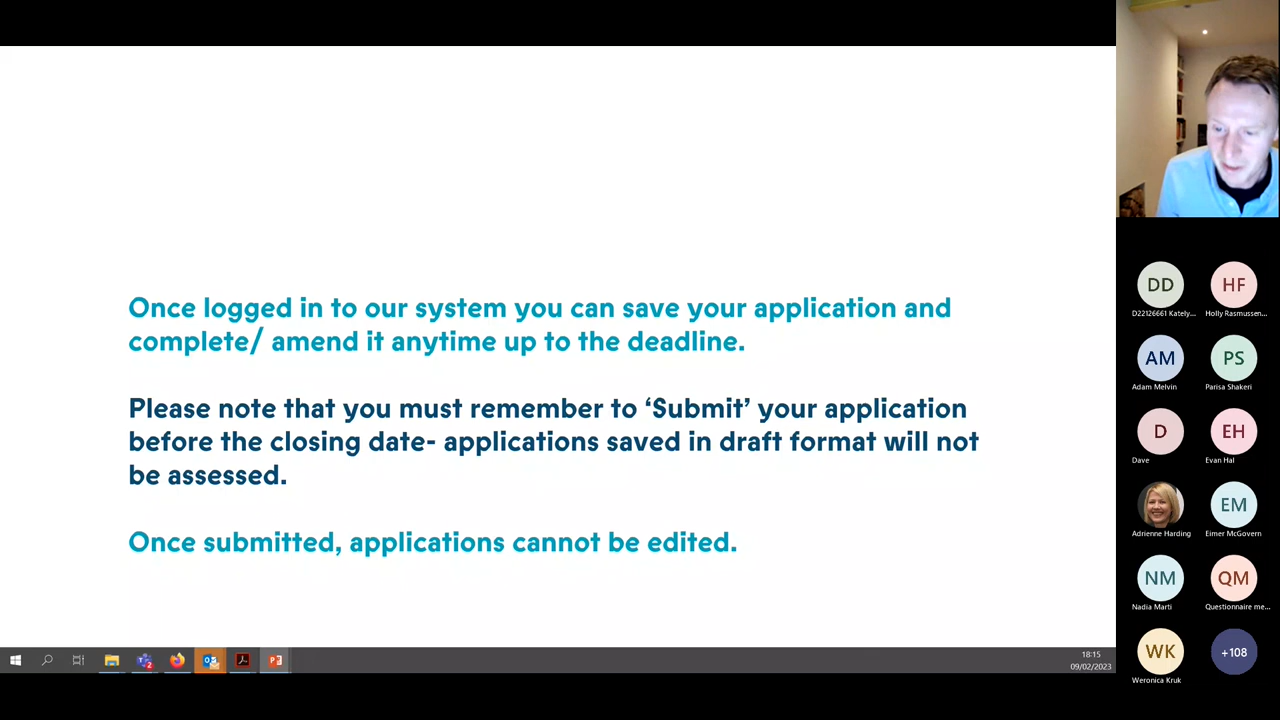 Once logged in to our system you can save your application and
complete/ amend it anytime up to the deadline.
Please note that you must remember to ‘Submit’ your application
before the closing date- applications saved in draft format will not
be assessed.
Once submitted, applications cannot be edited.
18:15
09/02/2023
DD
HF
D22126661 Kately...
Holly Rasmussen...
AM
PS
Adam Melvin
Parisa Shakeri
D
EH
Dave
Evan Hal
EM
Adrienne Harding
Eimer McGovern
NM
QM
Nadia Marti
Questionnaire me...
WK
+108
Weronica Kruk